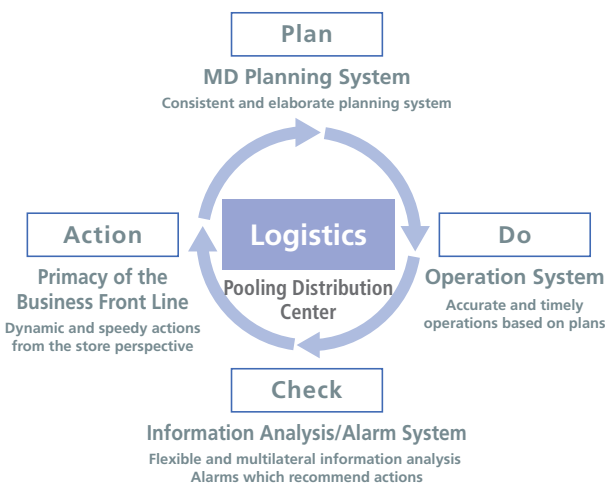 Plan
MD Planning System
Consistent and elaborate planning system
Action
Primacy of the
Business Front Line
Dynamic and speedy actions
from the store perspective
Logistics
Pooling Distribution
Center
Do
Operation System
Accurate and timely
operations based on plans
Check
Information Analysis/Alarm System
Flexible and multilateral information analysis
Alarms which recommend actions